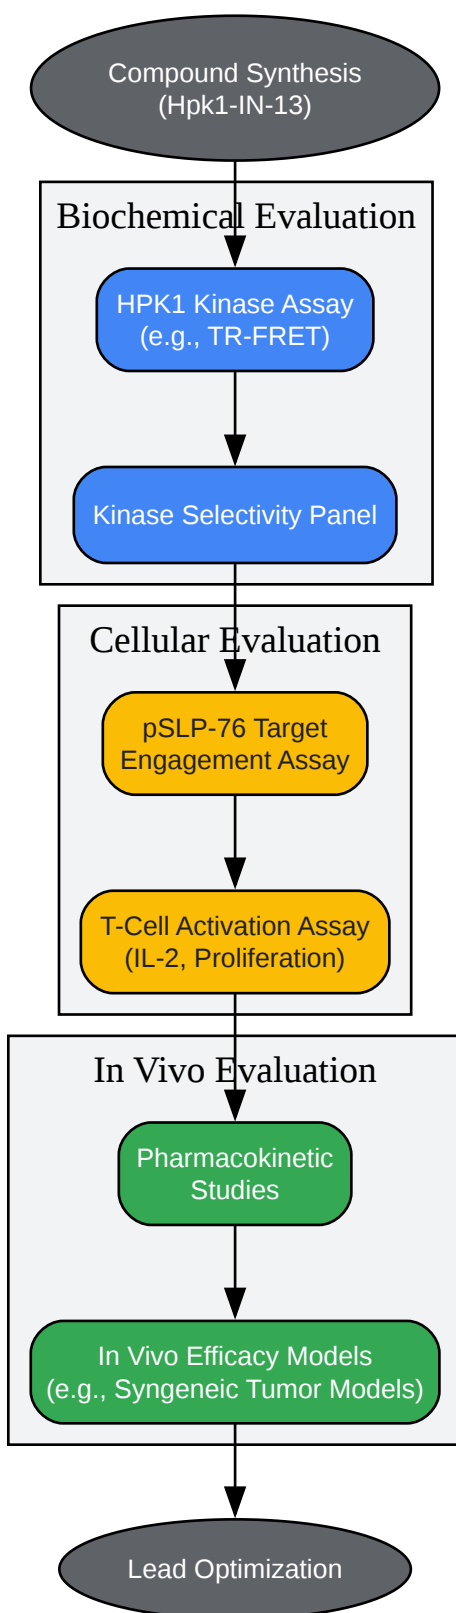 Compound Synthesis
(Hpk1-IN-13)
Biochemical Evaluation
HPK1 Kinase Assay
(e.g., TR-FRET)
Kinase Selectivity Panel
Cellular Evaluation
pSLP-76 Target
Engagement Assay
T-Cell Activation Assay
(IL-2, Proliferation)
In Vivo Evaluation
Pharmacokinetic
Studies
In Vivo Efficacy Models
(e.g., Syngeneic Tumor Models)
Lead Optimization